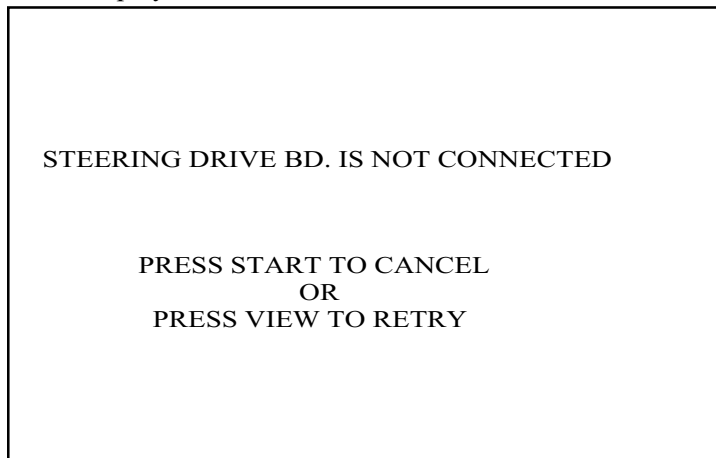 STEERING DRIVE BD. IS NOT CONNECTED
PRESS START TO CANCEL
OR
PRESS VIEW TO RETRY